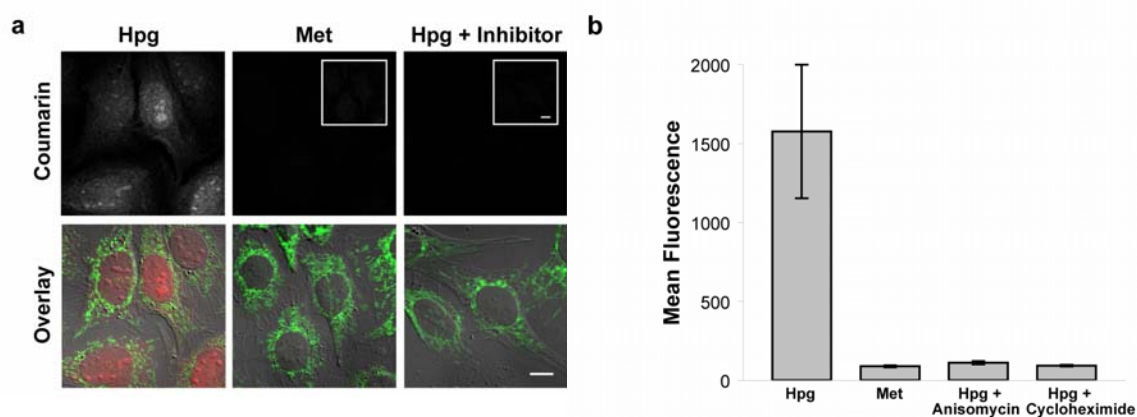 a
Hpg Met Hpg + Inhibitor
Coumarin
Overlay
b
Mean Fluorescence
2000
1500
1000
500
0
Hpg Met Hpg + Anisomycin Hpg + Cycloheximide